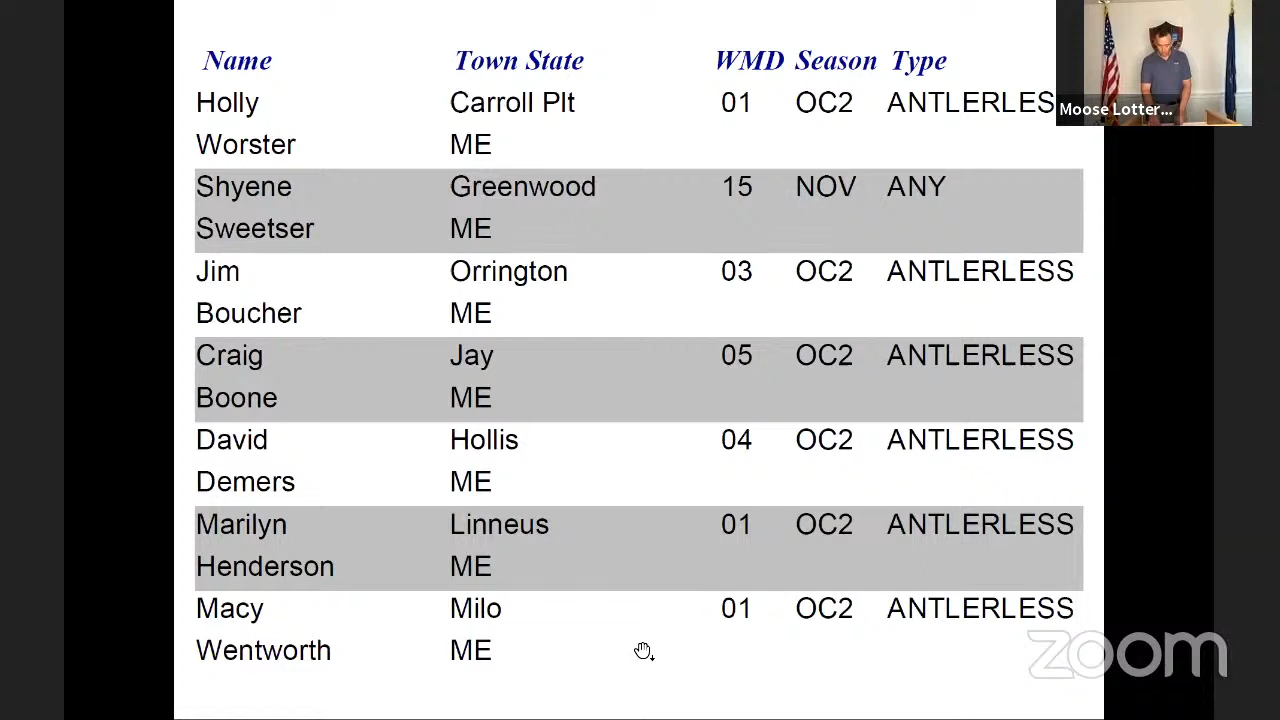 Name Town State WMD Season Type
Holly Carroll Plt 01 OC2 ANTLERLES
Worster ME
Shyene Greenwood 15 NOV ANY
Sweetser ME
Jim Orrington 03 OC2 ANTLERLESS
Boucher ME
Craig Jay 05 OC2 ANTLERLESS
Boone ME
David Hollis 04 OC2 ANTLERLESS
Demers ME
Marilyn Linneus 01 OC2 ANTLERLESS
Henderson ME
Macy Milo 01 OC2 ANTLERLESS
Wentworth ME
Moose Lotter...
zoom